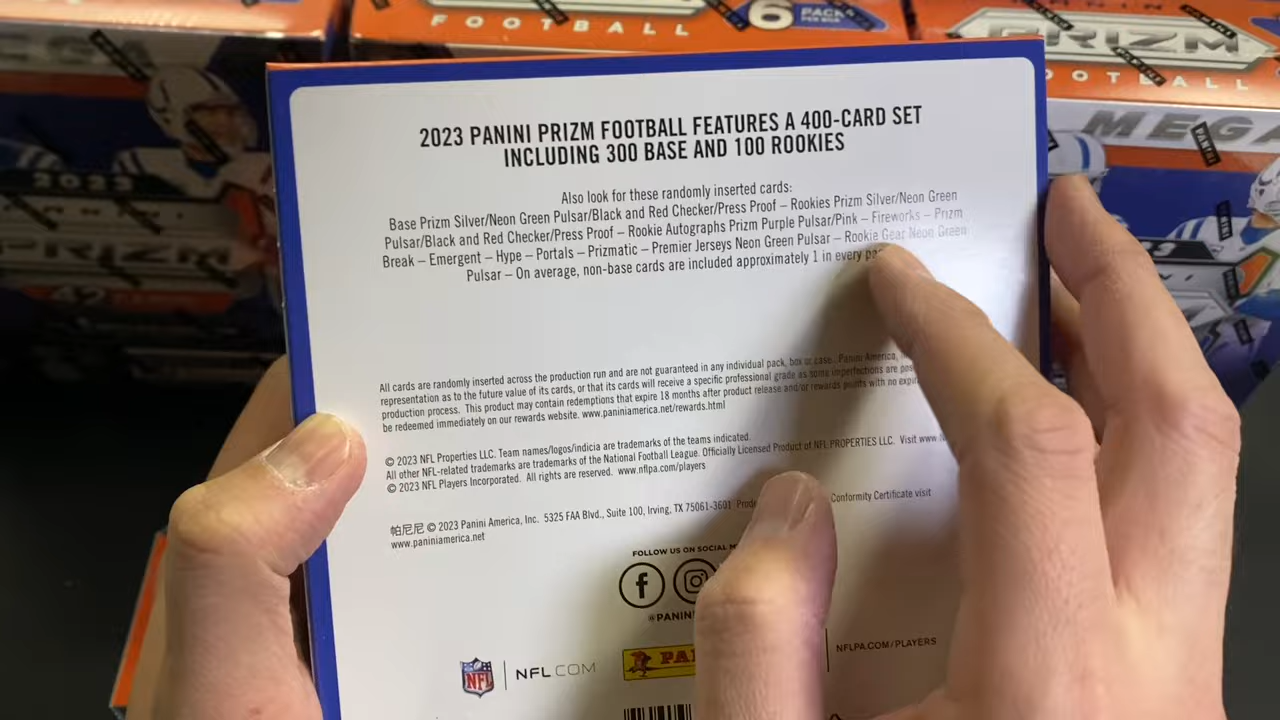 FOOTBALL
6 PACKS PER BOX
PRIZM
FOOTBALL
MEGA
MEGA
2023
PRIZM
2023 PANINI PRIZM FOOTBALL FEATURES A 400-CARD SET
INCLUDING 300 BASE AND 100 ROOKIES
Also look for these randomly inserted cards:
Base Prizm Silver/Neon Green Pulsar/Black and Red Checker/Press Proof – Rookies Prizm Silver/Neon Green
Pulsar/Black and Red Checker/Press Proof – Rookie Autographs Prizm Purple Pulsar/Pink – Fireworks – Prizm
Break – Emergent – Hype – Portals – Prizmatic – Premier Jerseys Neon Green Pulsar – Rookie Gear Neon Green
Pulsar – On average, non-base cards are included approximately 1 in every
All cards are randomly inserted across the production run and are not guaranteed in any individual pack, box or case. Panini America,
representation as to the future value of its cards, or that its cards will receive a specific professional grade as some imperfections are
production process. This product may contain redemptions that expire 18 months after product release and/or rewards points with no
be redeemed immediately on our rewards website. www.paniniamerica.net/rewards.html
© 2023 NFL Properties LLC. Team names/logos/indicia are trademarks of the teams indicated.
All other NFL-related trademarks are trademarks of the National Football League. Officially Licensed Product of NFL PROPERTIES LLC. Visit www.
© 2023 NFL Players Incorporated. All rights are reserved. www.nflpa.com/players
帕尼尼 © 2023 Panini America, Inc. 5325 FAA Blvd., Suite 100, Irving, TX 75061-3601 Conformity Certificate visit
www.paniniamerica.net
FOLLOW US ON SOCIAL
@PANINI
NFL NFL.COM
NFLPA.COM/PLAYERS